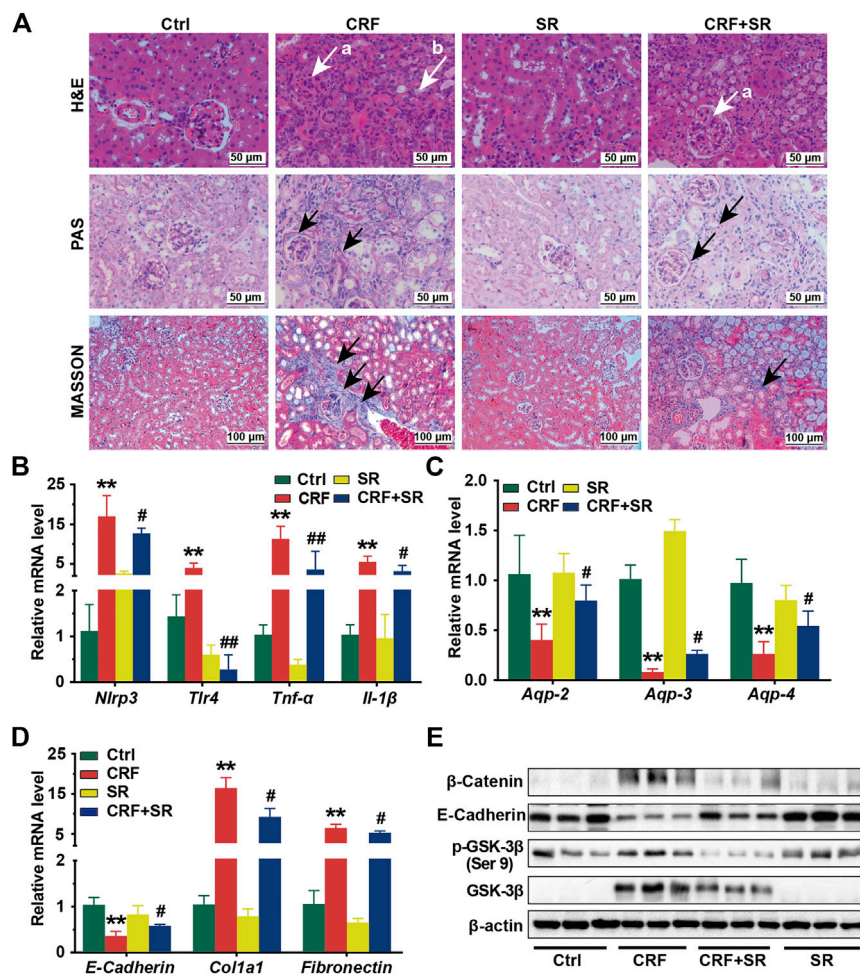 A
Ctrl CRF SR CRF+SR
H&E
a b a
50 µm 50 µm 50 µm 50 µm
PAS
50 µm 50 µm 50 µm 50 µm
MASSON
100 µm 100 µm 100 µm 100 µm
B
Relative mRNA level
25
15
5
2
1
0
Ctrl SR
CRF CRF+SR
** # ** ## ** ## ** #
Nlrp3 Tlr4 Tnf-α Il-1β
C
Relative mRNA level
2.0
1.5
1.0
0.5
0.0
Ctrl SR
CRF CRF+SR
** # ** # ** #
Aqp-2 Aqp-3 Aqp-4
D
Relative mRNA level
25
15
5
2
1
0
Ctrl
CRF
SR
CRF+SR
** # ** # ** #
E-Cadherin Col1a1 Fibronectin
E
β-Catenin
E-Cadherin
p-GSK-3β
(Ser 9)
GSK-3β
β-actin
Ctrl CRF CRF+SR SR